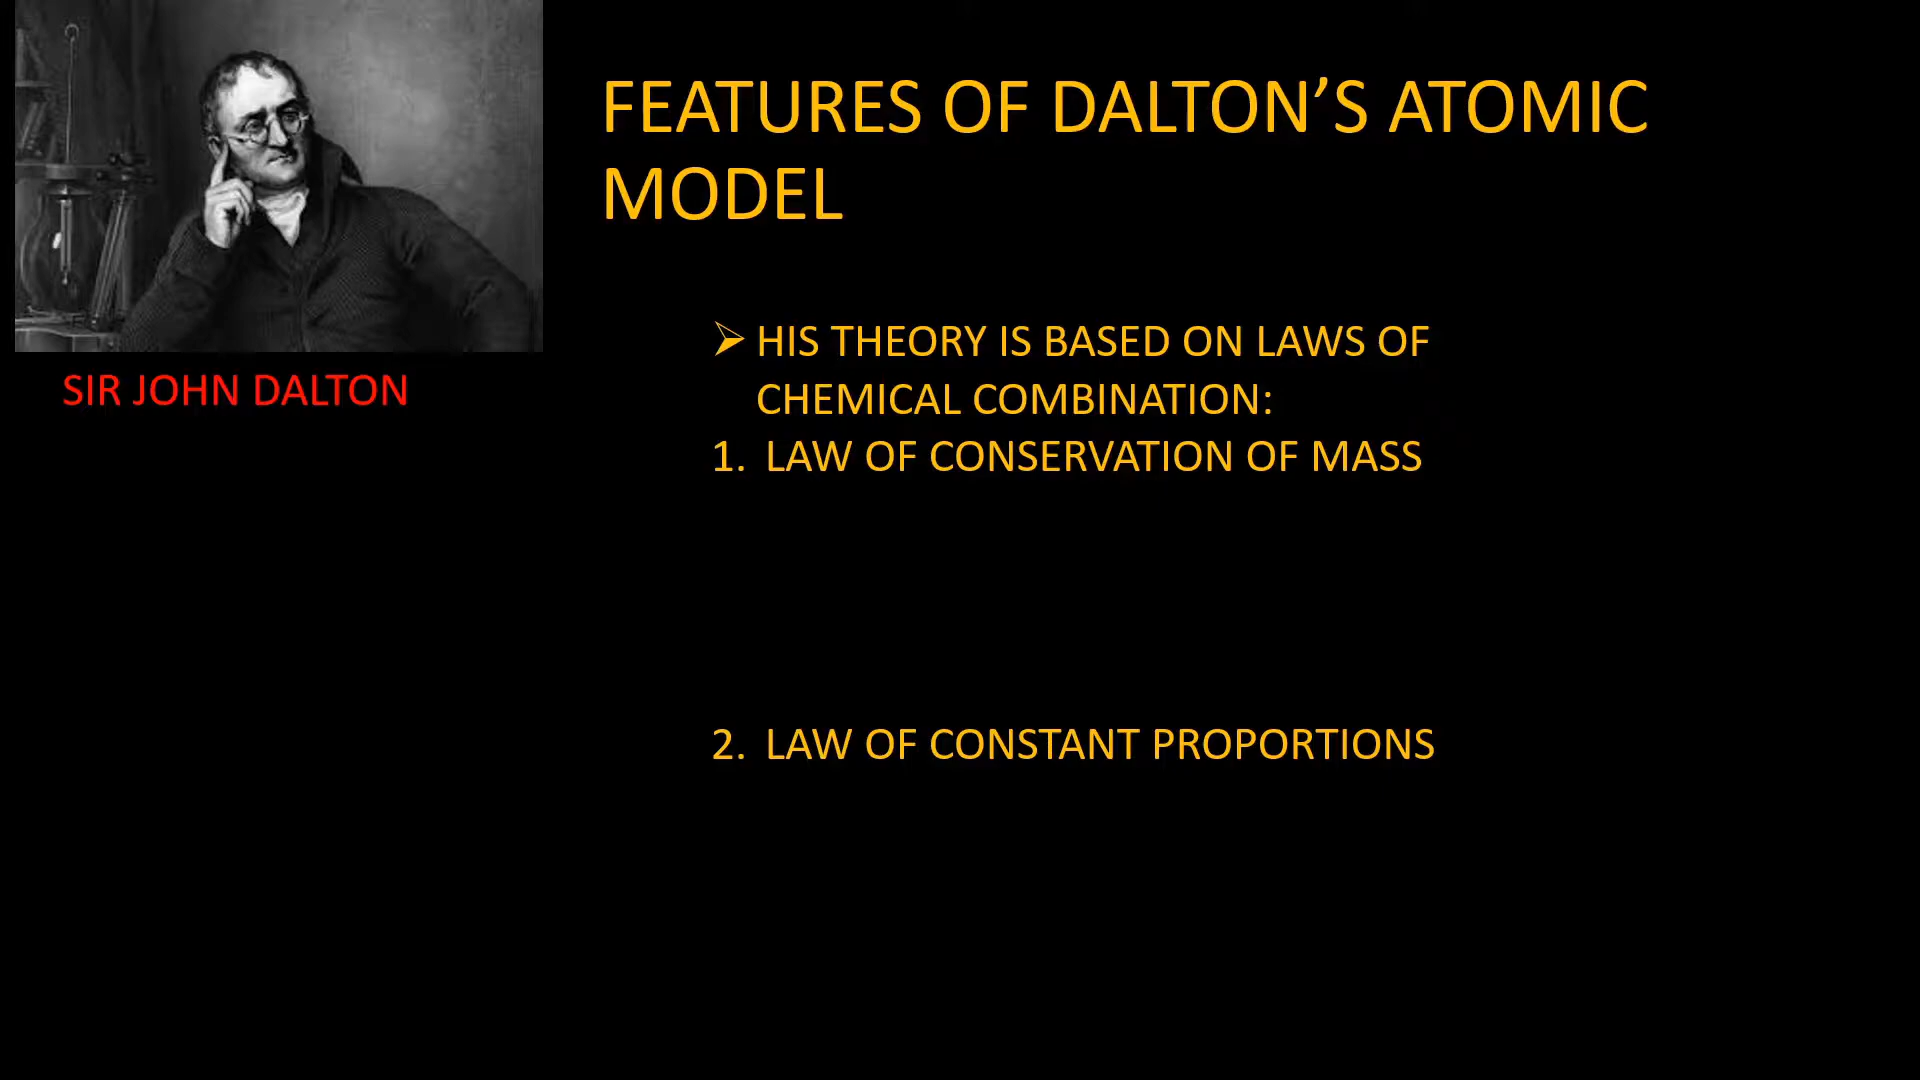 FEATURES OF DALTON’S ATOMIC
MODEL
SIR JOHN DALTON
➢ HIS THEORY IS BASED ON LAWS OF
CHEMICAL COMBINATION:
1. LAW OF CONSERVATION OF MASS
2. LAW OF CONSTANT PROPORTIONS